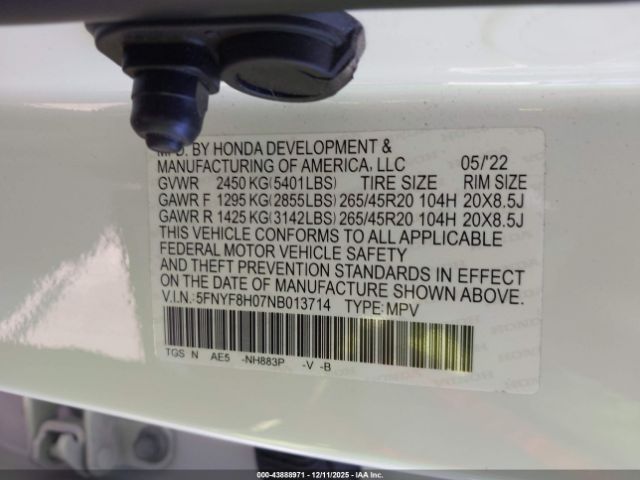 MFD. BY HONDA DEVELOPMENT &
MANUFACTURING OF AMERICA, LLC 05/'22
GVWR 2450 KG(5401LBS) TIRE SIZE RIM SIZE
GAWR F 1295 KG(2855LBS) 265/45R20 104H 20X8.5J
GAWR R 1425 KG(3142LBS) 265/45R20 104H 20X8.5J
THIS VEHICLE CONFORMS TO ALL APPLICABLE
FEDERAL MOTOR VEHICLE SAFETY
AND THEFT PREVENTION STANDARDS IN EFFECT
ON THE DATE OF MANUFACTURE SHOWN ABOVE.
V.I.N.:5FNYF8H07NB013714 TYPE:MPV
TGS N AE5 -NH883P -V -B
000-43888971 - 12/11/2025 - IAAI.COM